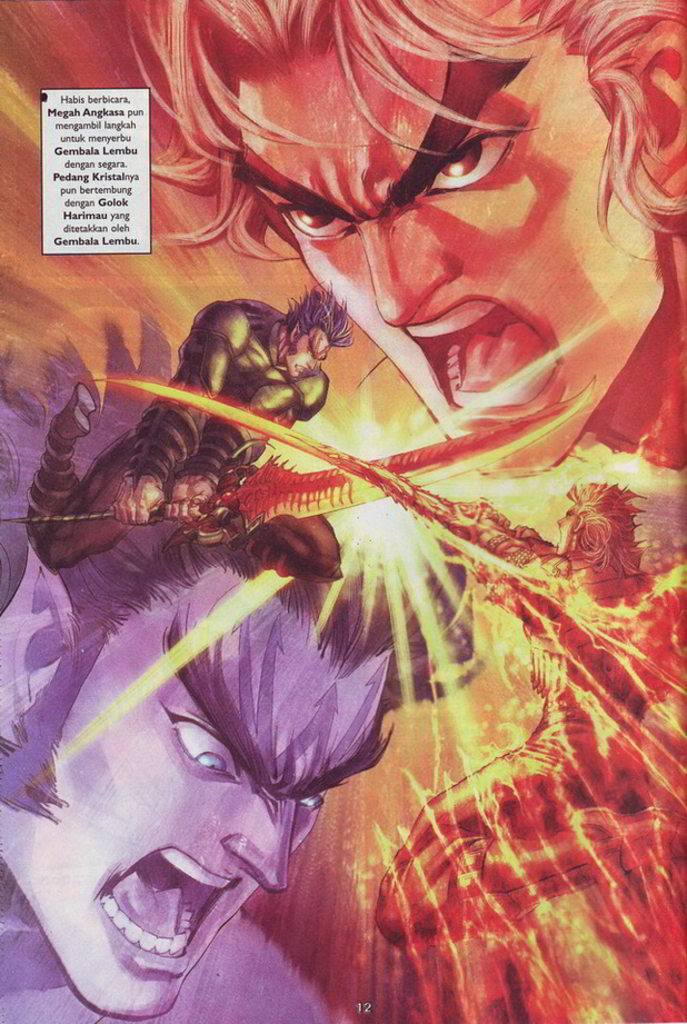 Habis berbicara,
Megah Angkasa pun
mengambil langkah
untuk menyerbu
Gembala Lembu
dengan segara.
Pedang Kristalnya
pun bertembung
dengan Golok
Harimau yang
ditetakkan oleh
Gembala Lembu.
12